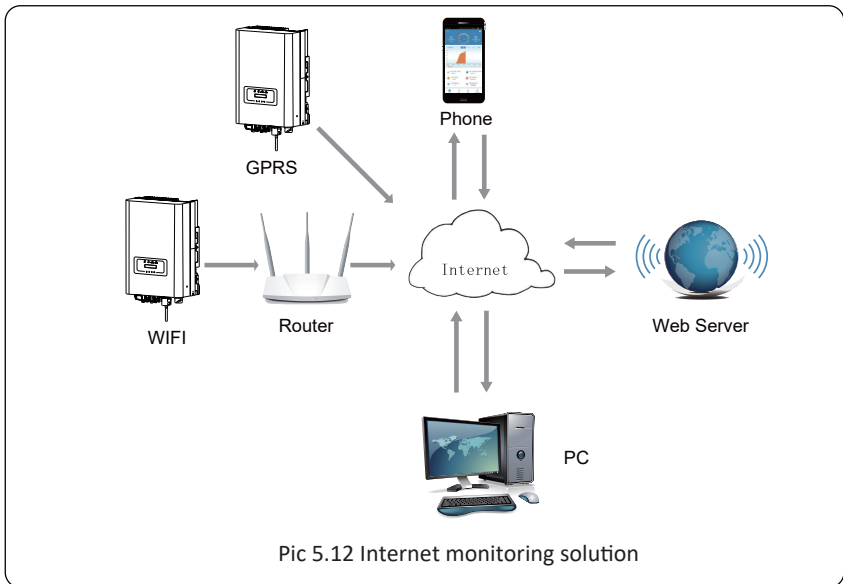 Phone
GPRS
Internet
WIFI
Router
Web Server
PC
Pic 5.12 Internet monitoring solution